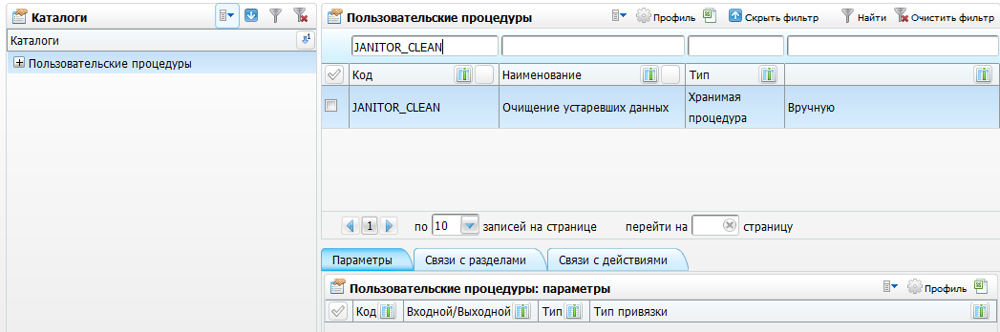 Каталоги
Каталоги
Пользовательские процедуры
Пользовательские процедуры Профиль Скрыть фильтр Найти Очистить фильтр
JANITOR_CLEAN
Код Наименование Тип
JANITOR_CLEAN Очищение устаревших данных Хранимая процедура Вручную
1 по 10 записей на странице перейти на страницу
Параметры Связи с разделами Связи с действиями
Пользовательские процедуры: параметры Профиль
Код Входной/Выходной Тип Тип привязки